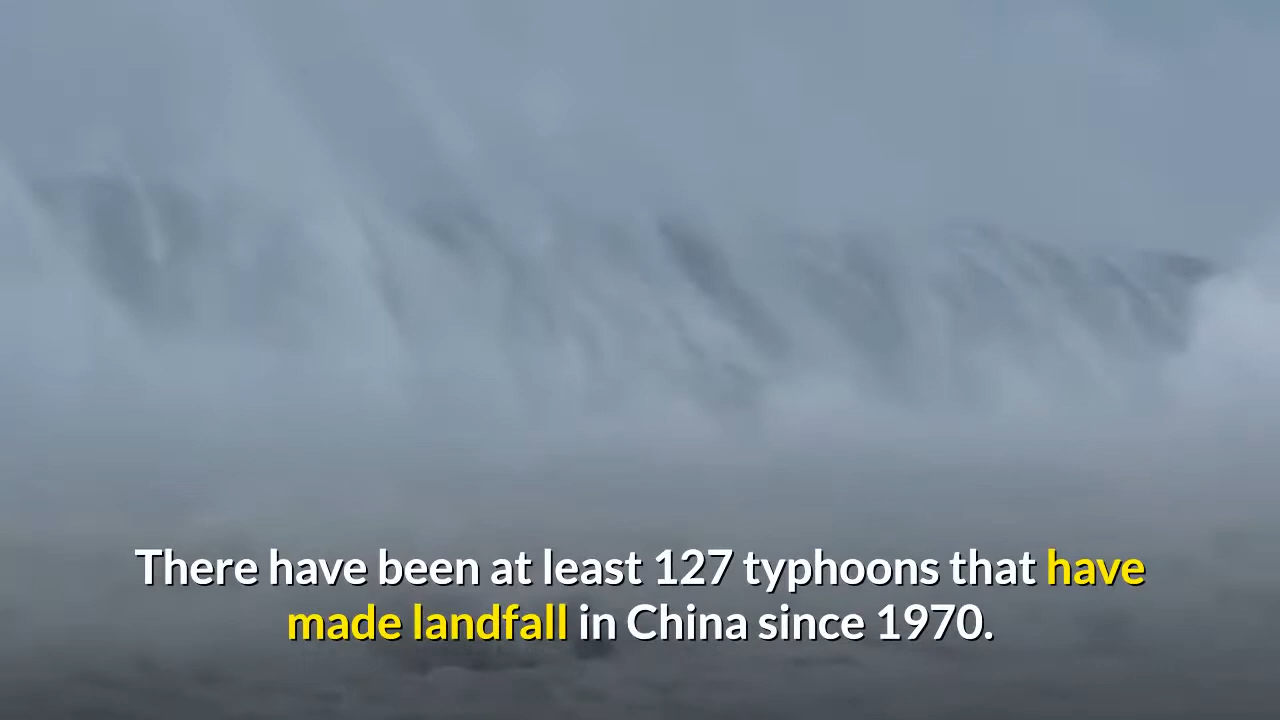 There have been at least 127 typhoons that have
made landfall in China since 1970.